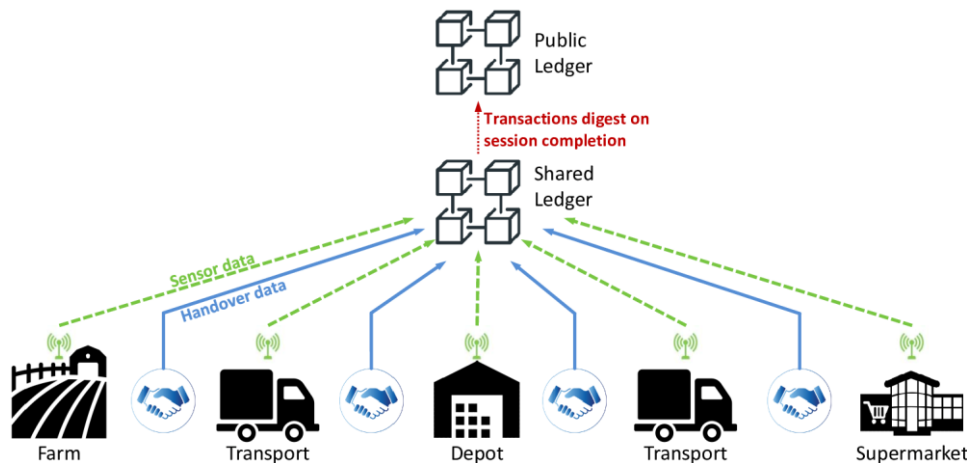 Public
Ledger
Transactions digest on
session completion
Shared
Ledger
Sensor data
Handover data
Farm
Transport
Depot
Transport
Supermarket